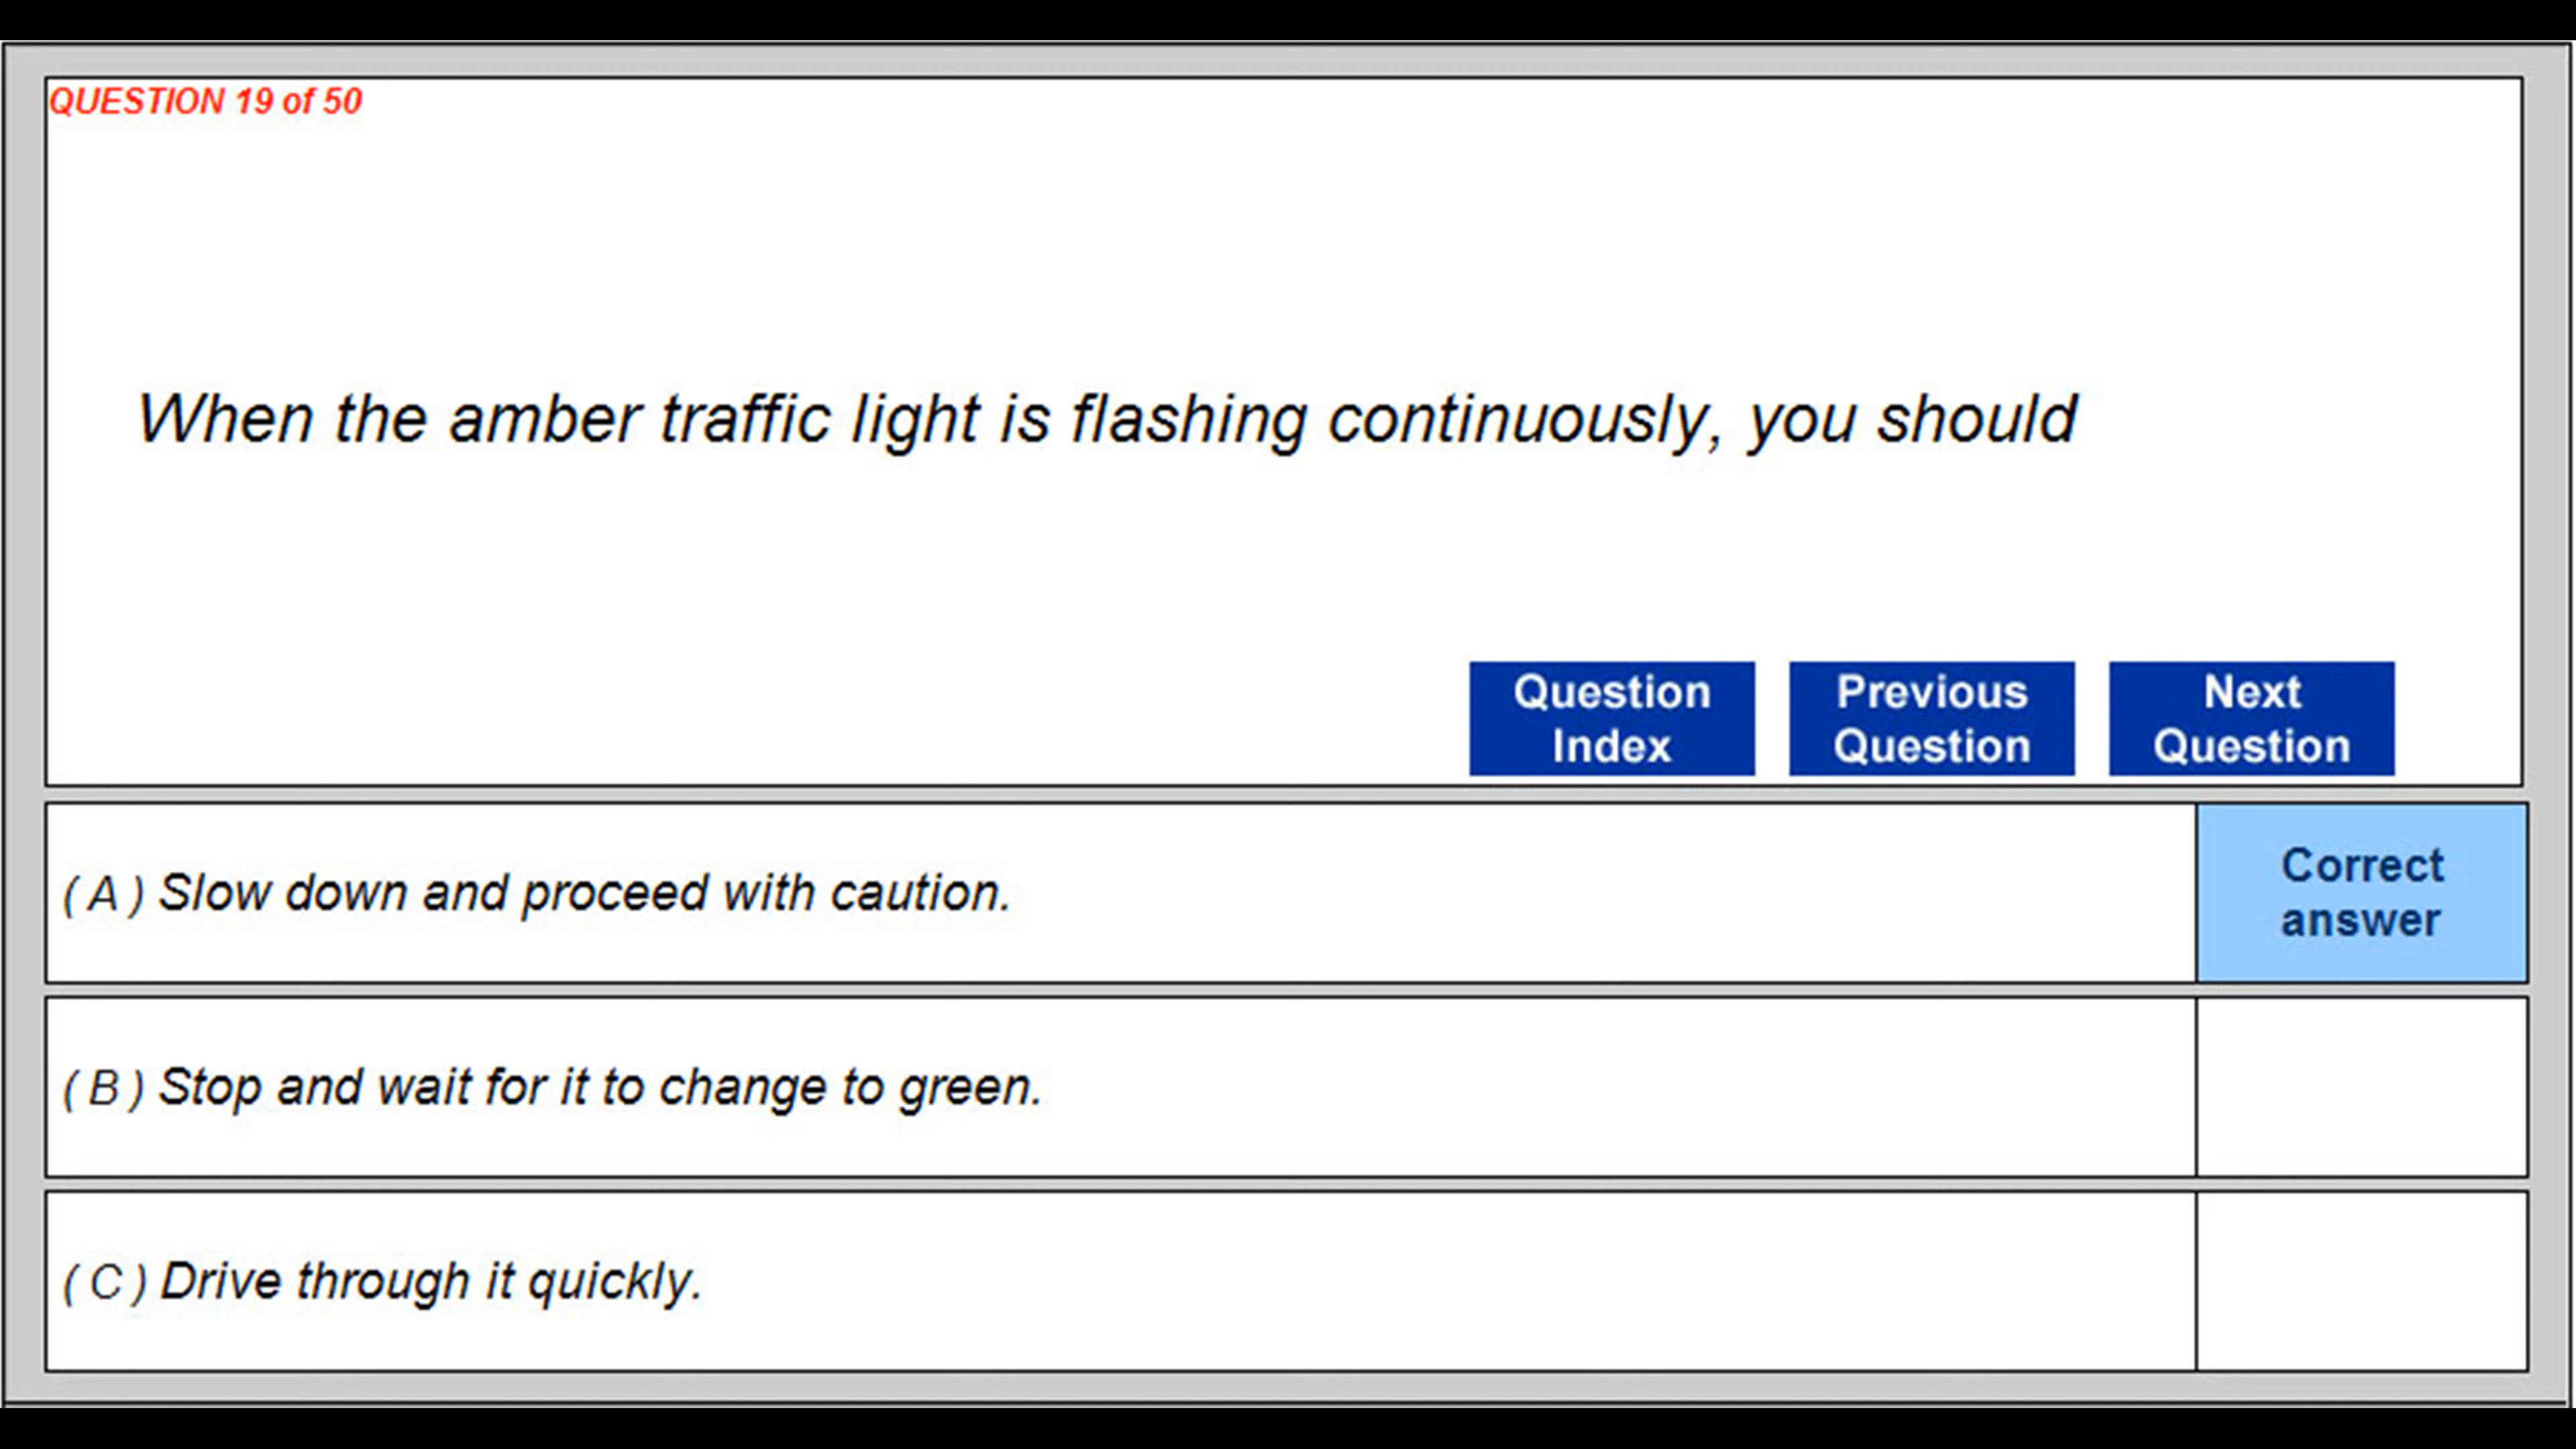 QUESTION 19 of 50
When the amber traffic light is flashing continuously, you should
Question
Index
Previous
Question
Next
Question
( A ) Slow down and proceed with caution.
Correct
answer
( B ) Stop and wait for it to change to green.
( C ) Drive through it quickly.